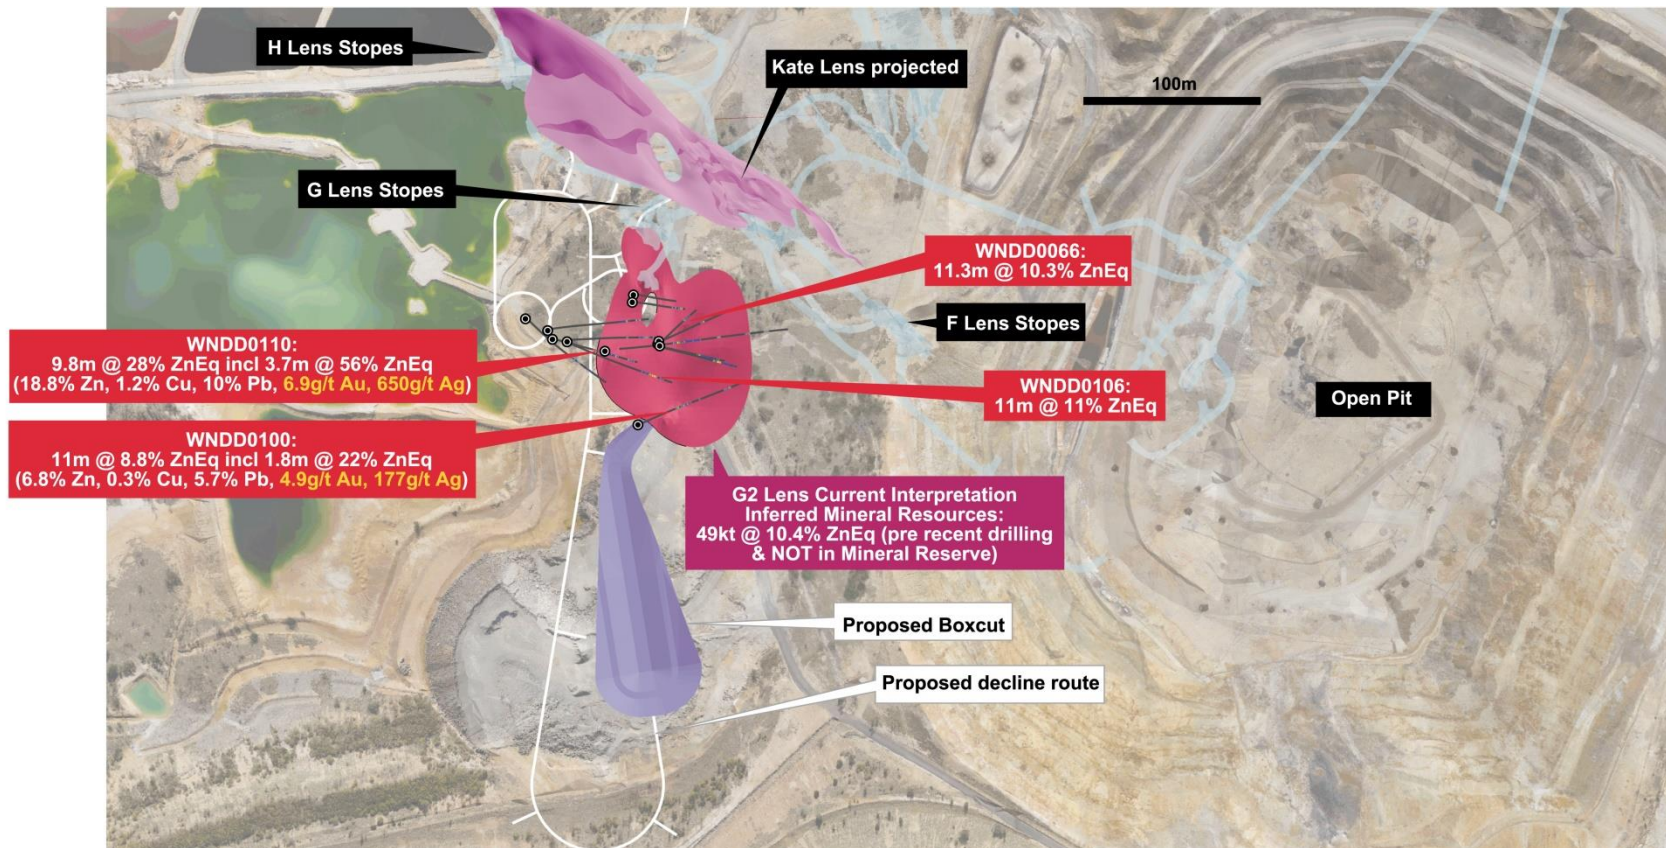 H Lens Stopes
Kate Lens projected
100m
G Lens Stopes
WNDD0066:
11.3m @ 10.3% ZnEq
F Lens Stopes
WNDD0110:
9.8m @ 28% ZnEq incl 3.7m @ 56% ZnEq
(18.8% Zn, 1.2% Cu, 10% Pb, 6.9g/t Au, 650g/t Ag)
WNDD0106:
11m @ 11% ZnEq
Open Pit
WNDD0100:
11m @ 8.8% ZnEq incl 1.8m @ 22% ZnEq
(6.8% Zn, 0.3% Cu, 5.7% Pb, 4.9g/t Au, 177g/t Ag)
G2 Lens Current Interpretation
Inferred Mineral Resources:
49kt @ 10.4% ZnEq (pre recent drilling
& NOT in Mineral Reserve)
Proposed Boxcut
Proposed decline route